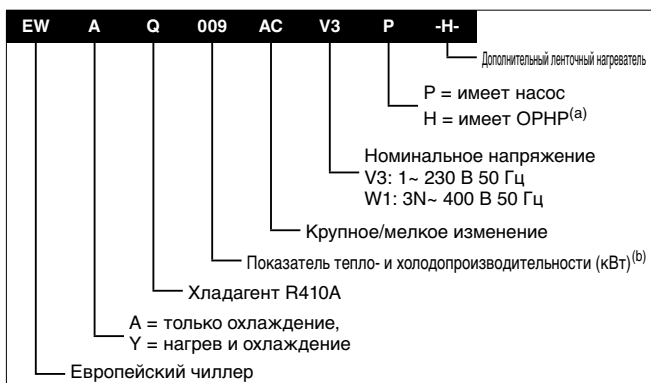 EW A Q 009 AC V3 P -H-
Дополнительный ленточный нагреватель
P = имеет насос
H = имеет OPHP(a)
Номинальное напряжение
V3: 1~ 230 В 50 Гц
W1: 3N~ 400 В 50 Гц
Крупное/мелкое изменение
Показатель тепло- и холодопроизводительности (кВт)(b)
Хладагент R410A
A = только охлаждение,
Y = нагрев и охлаждение
Европейский чиллер